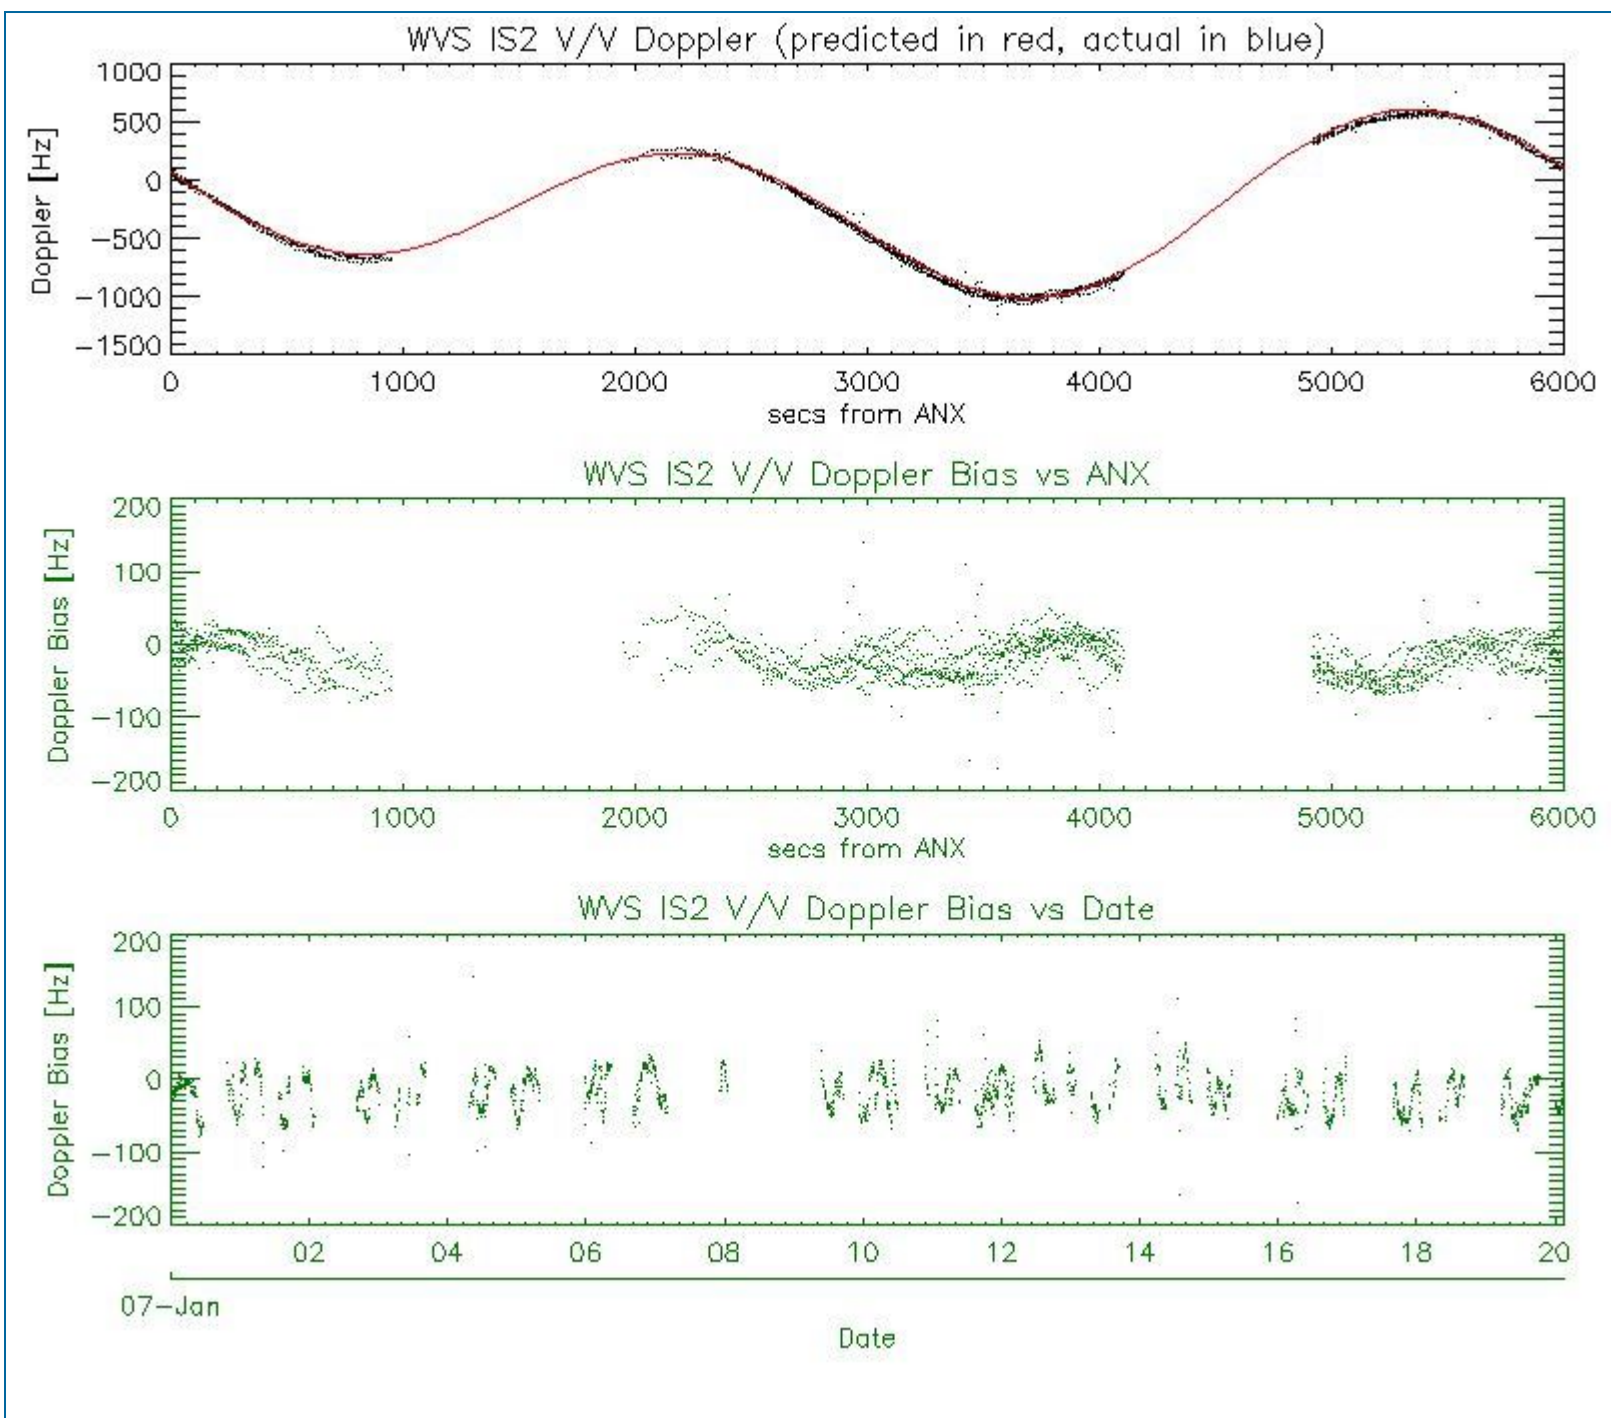 WVS IS2 V/V Doppler (predicted in red, actual in blue)
Doppler [Hz]
1000
500
0
-500
-1000
-1500
0 1000 2000 3000 4000 5000 6000
secs from ANX
WVS IS2 V/V Doppler Bias vs ANX
Doppler Bias [Hz]
200
100
0
-100
-200
0 1000 2000 3000 4000 5000 6000
secs from ANX
WVS IS2 V/V Doppler Bias vs Date
Doppler Bias [Hz]
200
100
0
-100
-200
02 04 06 08 10 12 14 16 18 20
07-Jan
Date